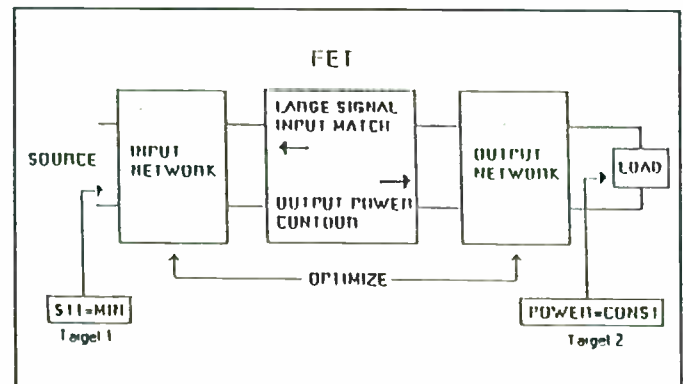 FET
LARGE SIGNAL
INPUT MATCH
SOURCE
INPUT
NETWORK
OUTPUT
NETWORK
LOAD
OUTPUT POWER
CONTOUR
OPTIMIZE
S11=MIN
Target 1
POWER=CONST
Target 2